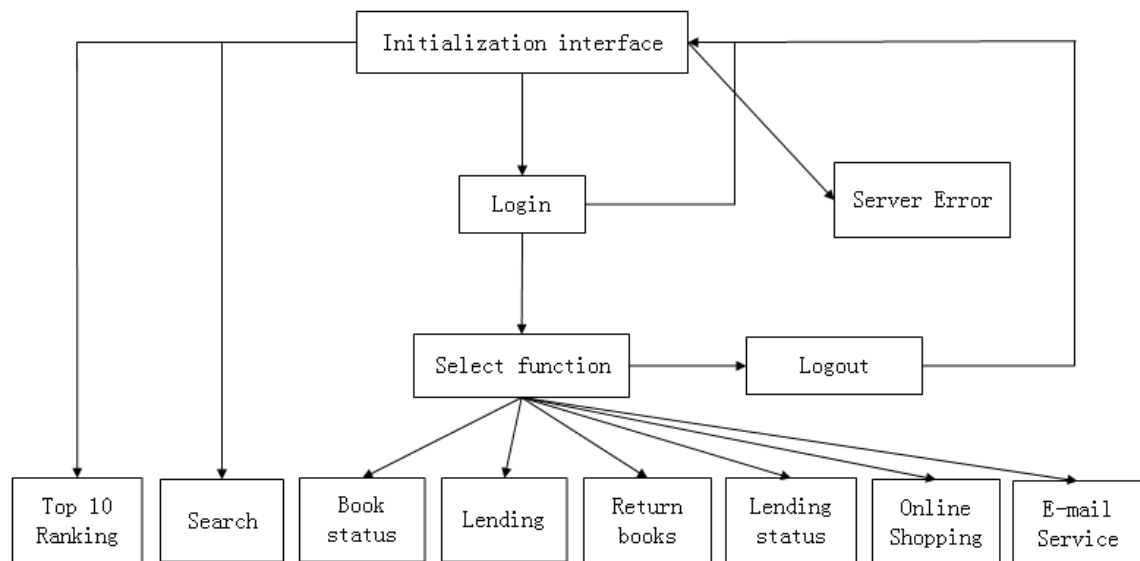 Initialization interface
Login
Server Error
Select function
Logout
Top 10
Ranking
Search
Book
status
Lending
Return
books
Lending
status
Online
Shopping
E-mail
Service